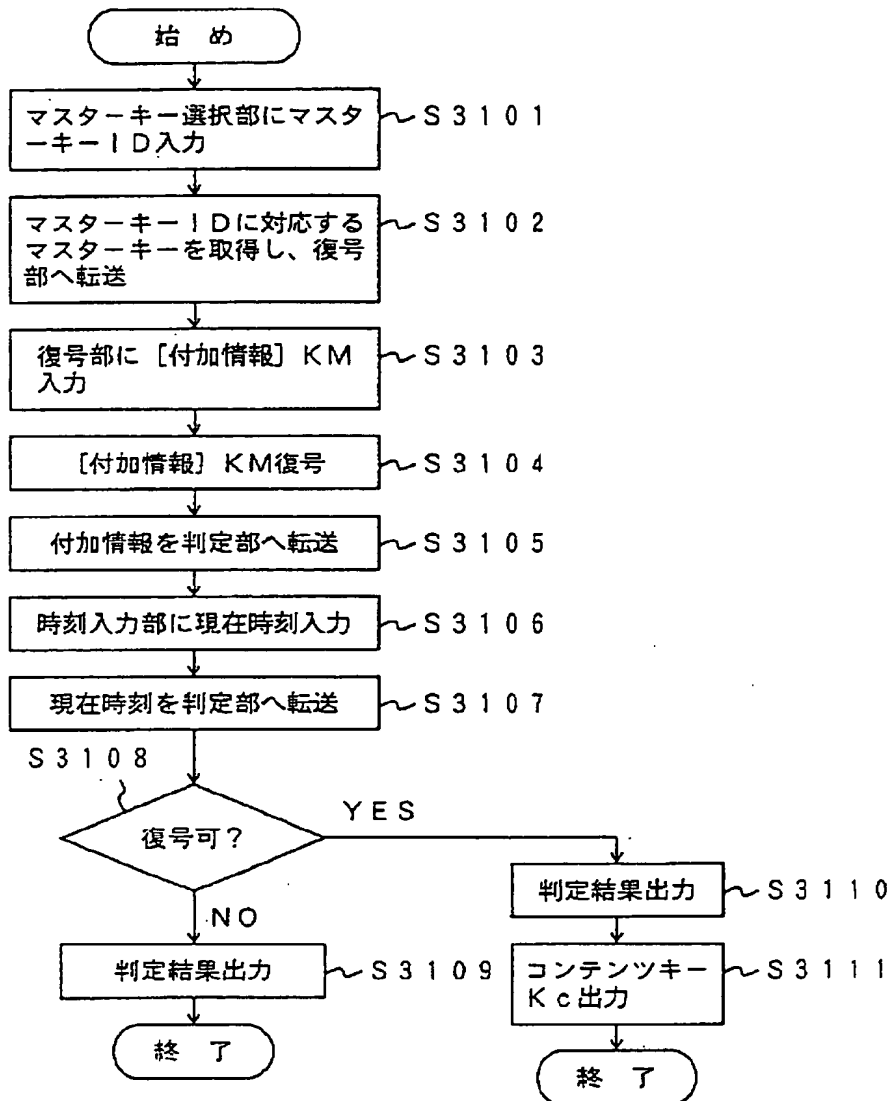 始 め
マスターキー選択部にマスタ
ーキーID入力
S3101
マスターキーIDに対応する
マスターキーを取得し、復号
部へ転送
S3102
復号部に［付加情報］KM
入力
S3103
［付加情報］KM復号
S3104
付加情報を判定部へ転送
S3105
時刻入力部に現在時刻入力
S3106
現在時刻を判定部へ転送
S3107
S3108
復号可？
YES
NO
判定結果出力
S3109
終 了
判定結果出力
S3110
コンテンツキー
Kc出力
S3111
終 了